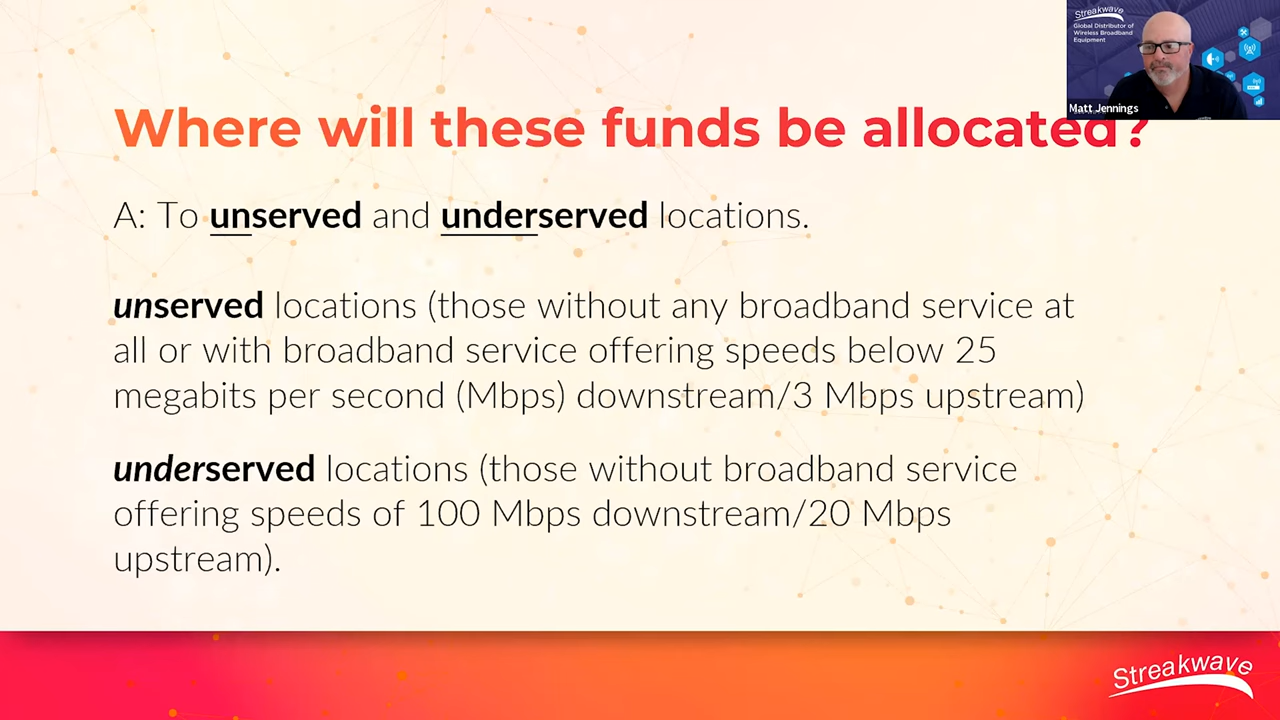 Streakwave
Global Distributor of
Wireless Broadband
Equipment
Matt Jennings
Where will these funds be allocated?
A: To unserved and underserved locations.
unserved locations (those without any broadband service at
all or with broadband service offering speeds below 25
megabits per second (Mbps) downstream/3 Mbps upstream)
underserved locations (those without broadband service
offering speeds of 100 Mbps downstream/20 Mbps
upstream).
Streakwave